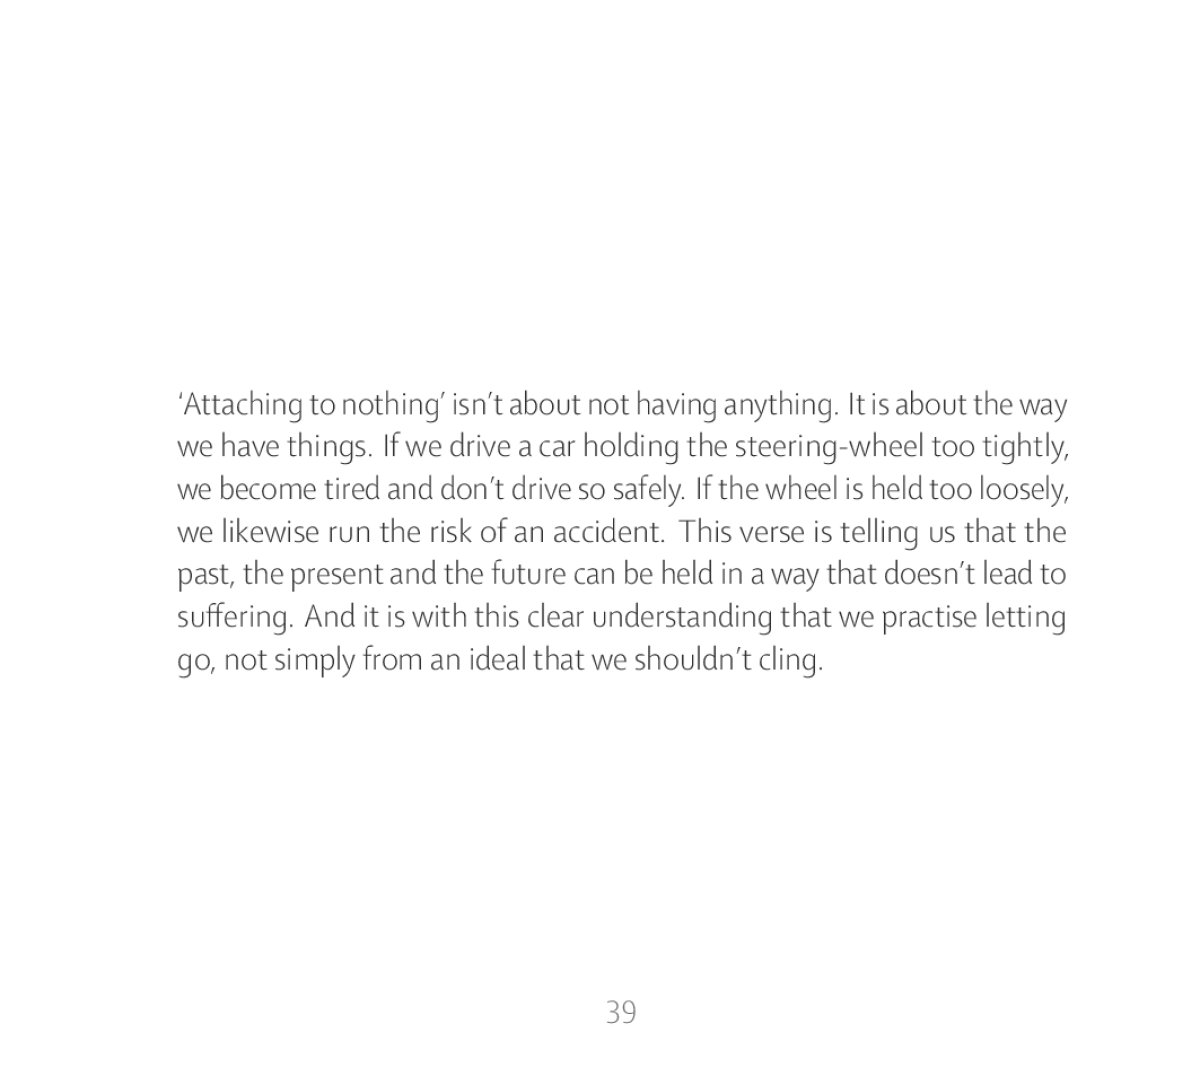 ‘Attaching to nothing’ isn’t about not having anything. It is about the way
we have things. If we drive a car holding the steering-wheel too tightly,
we become tired and don’t drive so safely. If the wheel is held too loosely,
we likewise run the risk of an accident. This verse is telling us that the
past, the present and the future can be held in a way that doesn’t lead to
suffering. And it is with this clear understanding that we practise letting
go, not simply from an ideal that we shouldn’t cling.
39